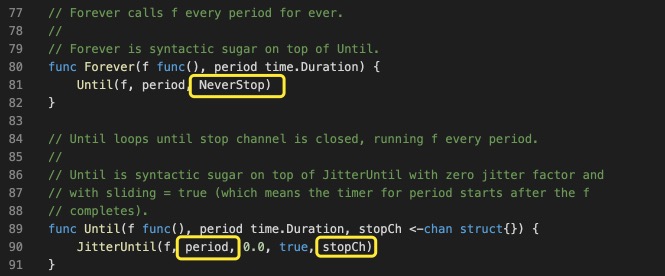 77 // Forever calls f every period for ever.
78 //
79 // Forever is syntactic sugar on top of Until.
80 func Forever(f func(), period time.Duration) {
81 Until(f, period, NeverStop)
82 }
83
84 // Until loops until stop channel is closed, running f every period.
85 //
86 // Until is syntactic sugar on top of JitterUntil with zero jitter factor and
87 // with sliding = true (which means the timer for period starts after the f
88 // completes).
89 func Until(f func(), period time.Duration, stopCh <-chan struct{}) {
90 JitterUntil(f, period, 0.0, true, stopCh)
91 }